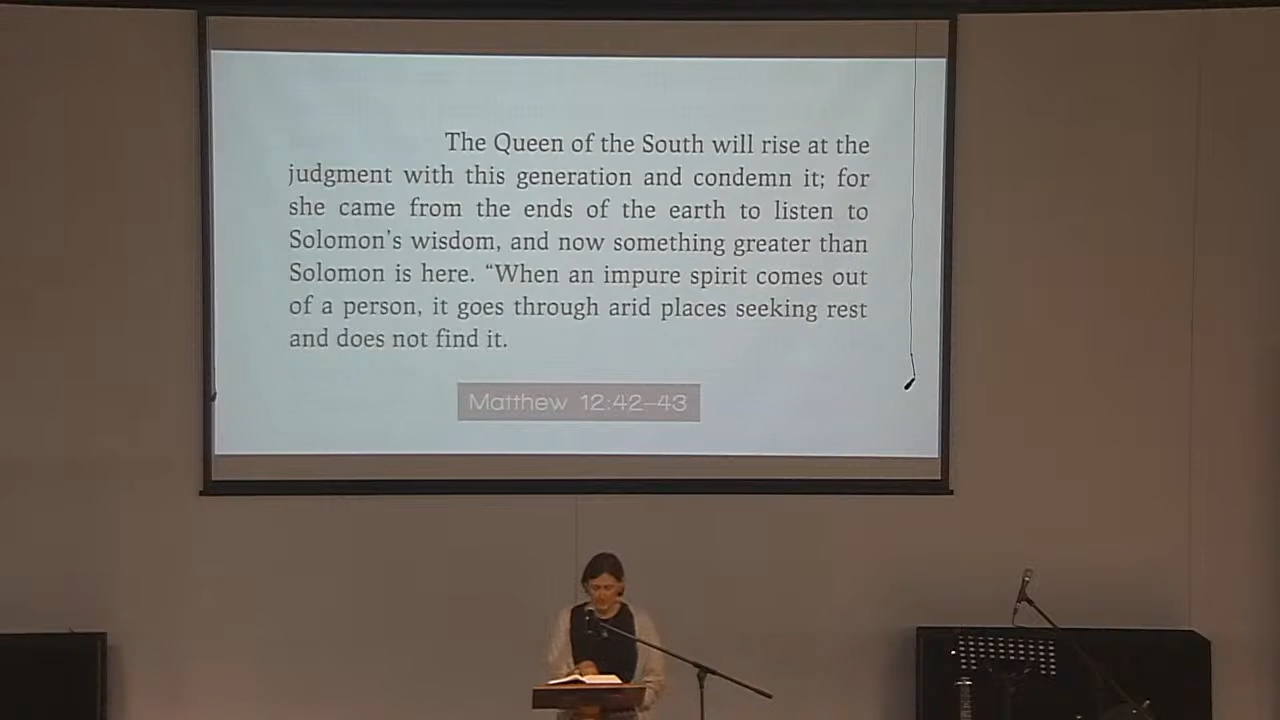 The Queen of the South will rise at the
judgment with this generation and condemn it; for
she came from the ends of the earth to listen to
Solomon's wisdom, and now something greater than
Solomon is here. “When an impure spirit comes out
of a person, it goes through arid places seeking rest
and does not find it.
Matthew 12:42–43